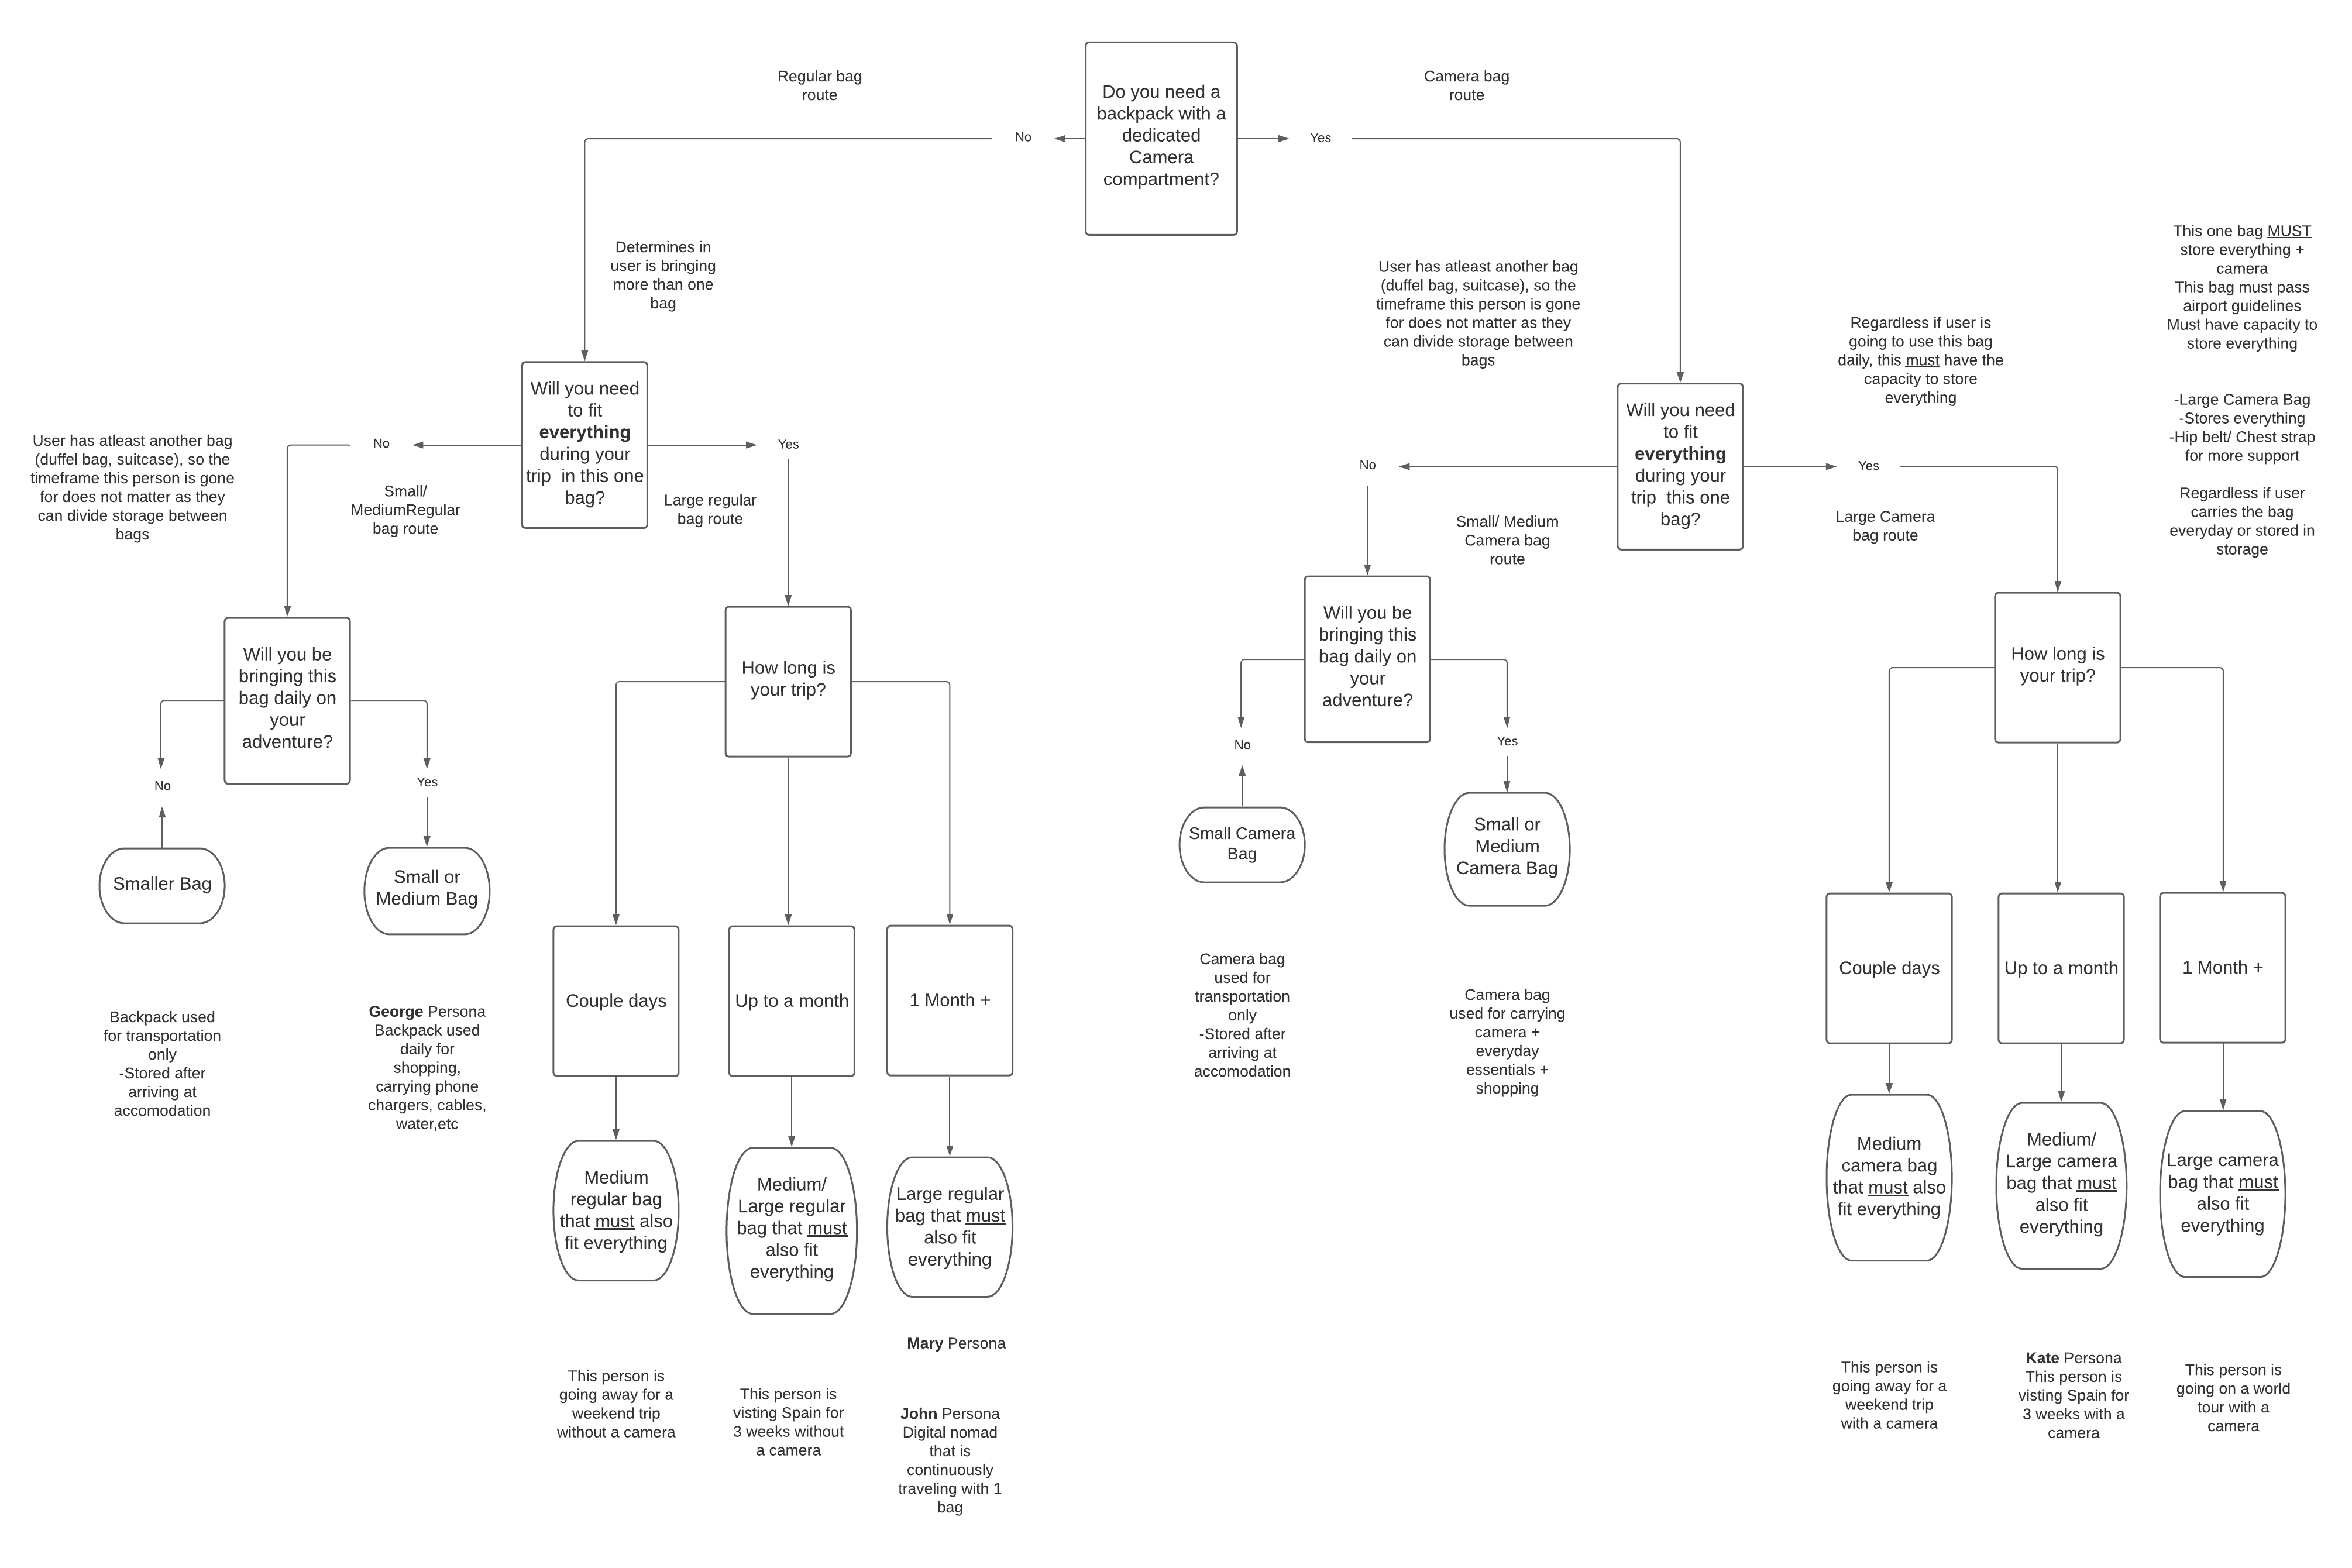 Regular bag
route
Camera bag
route
Do you need a
backpack with a
dedicated
Camera
compartment?
No
Yes
Determines in
user is bringing
more than one
bag
User has atleast another bag
(duffel bag, suitcase), so the
timeframe this person is gone
for does not matter as they
can divide storage between
bags
Regardless if user is
going to use this bag
daily, this must have the
capacity to store
everything
This one bag MUST
store everything +
camera
This bag must pass
airport guidelines
Must have capacity to
store everything
-Large Camera Bag
-Stores everything
-Hip belt/ Chest strap
for more support
Regardless if user
carries the bag
everyday or stored in
storage
User has atleast another bag
(duffel bag, suitcase), so the
timeframe this person is gone
for does not matter as they
can divide storage between
bags
No
Small/
MediumRegular
bag route
Will you need
to fit
everything
during your
trip  in this one
bag?
Yes
Large regular
bag route
No
Small/ Medium
Camera bag
route
Will you need
to fit
everything
during your
trip  this one
bag?
Yes
Large Camera
bag route
Will you be
bringing this
bag daily on
your
adventure?
No
Yes
How long is
your trip?
Will you be
bringing this
bag daily on
your
adventure?
No
Yes
How long is
your trip?
Smaller Bag
Small or
Medium Bag
Small Camera
Bag
Small or
Medium
Camera Bag
Couple days
Up to a month
1 Month +
Couple days
Up to a month
1 Month +
Backpack used
for transportation
only
-Stored after
arriving at
accomodation
George Persona
Backpack used
daily for
shopping,
carrying phone
chargers, cables,
water,etc
Camera bag
used for
transportation
only
-Stored after
arriving at
accomodation
Camera bag
used for carrying
camera +
everyday
essentials +
shopping
Medium
regular bag
that must also
fit everything
Medium/
Large regular
bag that must
also fit
everything
Large regular
bag that must
also fit
everything
Medium
camera bag
that must also
fit everything
Medium/
Large camera
bag that must
also fit
everything
Large camera
bag that must
also fit
everything
This person is
going away for a
weekend trip
without a camera
This person is
visting Spain for
3 weeks without
a camera
Mary Persona
John Persona
Digital nomad
that is
continuously
traveling with 1
bag
This person is
going away for a
weekend trip
with a camera
Kate Persona
This person is
visting Spain for
3 weeks with a
camera
This person is
going on a world
tour with a
camera